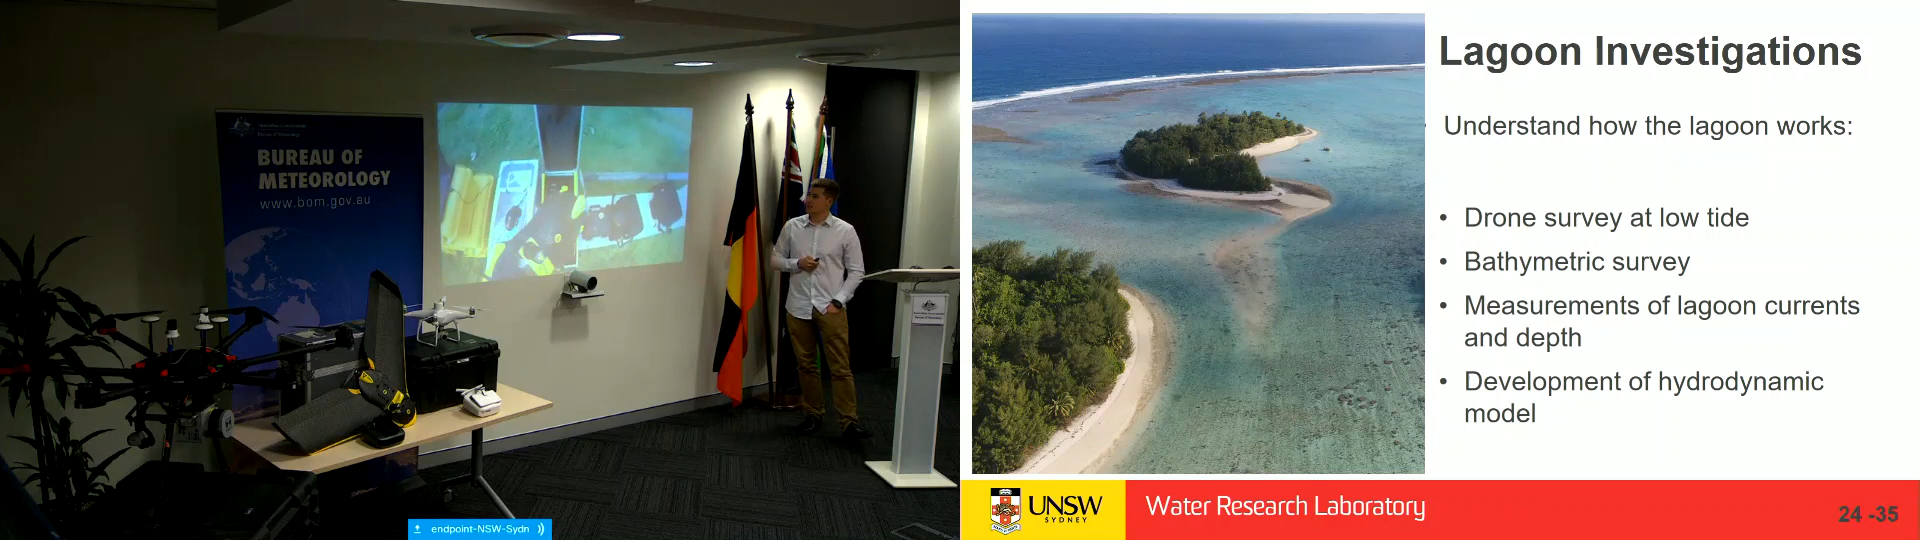 BUREAU OF
METEOROLOGY
www.bom.gov.au
endpoint-NSW-Sydn
Lagoon Investigations
Understand how the lagoon works:
• Drone survey at low tide
• Bathymetric survey
• Measurements of lagoon currents
and depth
• Development of hydrodynamic
model
UNSW
SYDNEY
Water Research Laboratory
24 -35